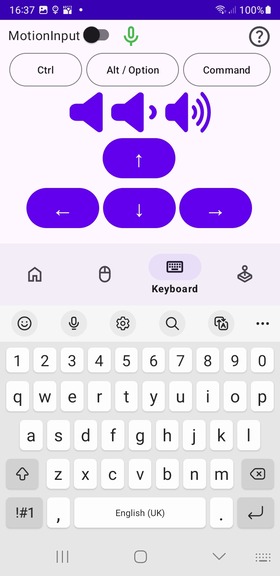 16:37 100%
MotionInput ?
Ctrl Alt / Option Command
↑
← ↓ →
Keyboard
1 2 3 4 5 6 7 8 9 0
q w e r t y u i o p
a s d f g h j k l
z x c v b n m
!#1 , English (UK) .